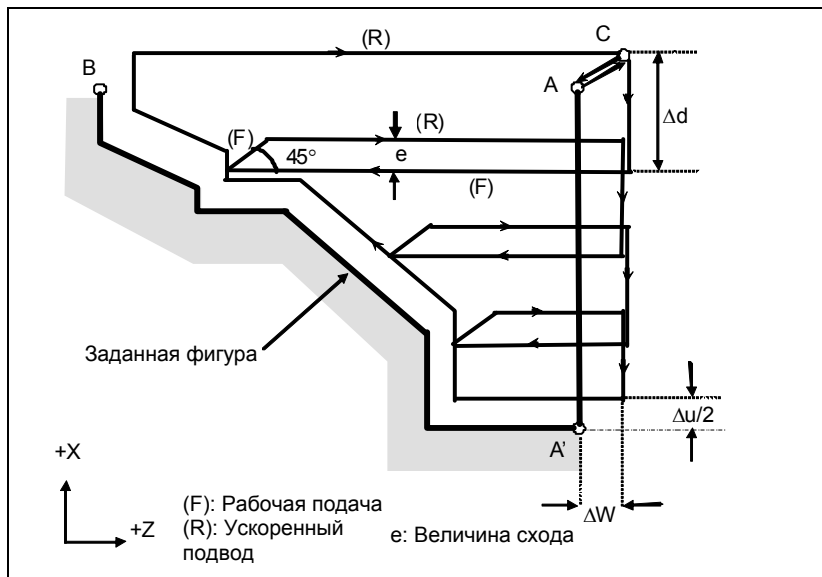 (R)
C
B
A
Δd
(R)
(F)
45°
e
(F)
Заданная фигура
Δu/2
A'
+X
+Z
ΔW
(F): Рабочая подача
(R): Ускоренный
подвод
e: Величина схода